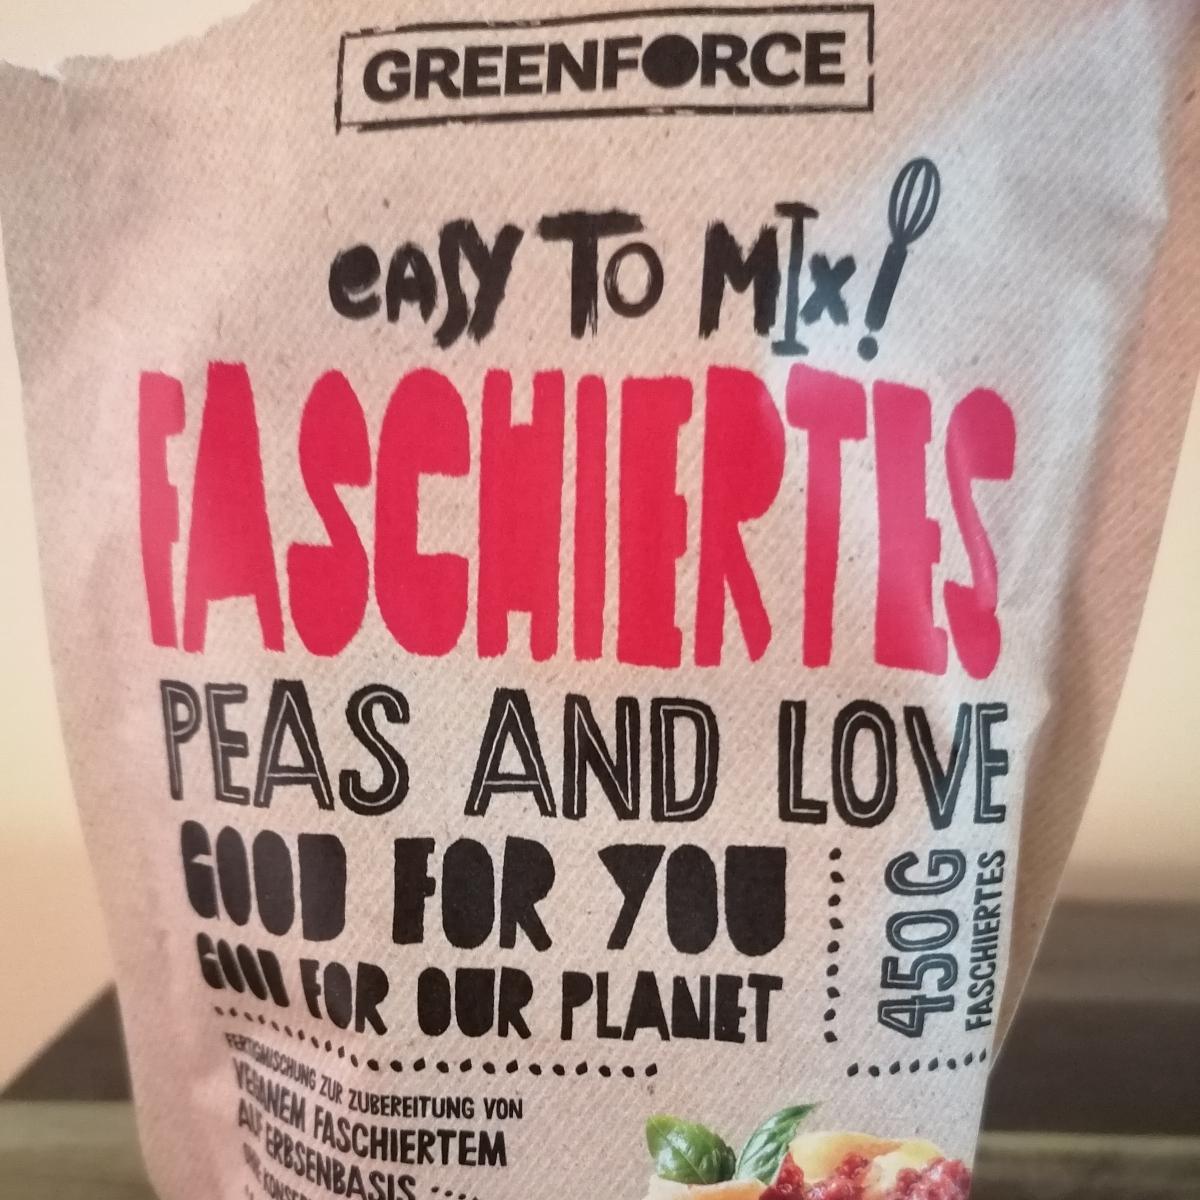 GREENFORCE
easy To MIx!
FASCHIERTES
PEAS AND LOVE
GOOD FOR YOU
GOOD FOR OUR PLANET
450 G
FASCHIERTES
FERTIGMISCHUNG ZUR ZUBEREITUNG VON
VEGANEM FASCHIERTEM
AUF ERBSENBASIS